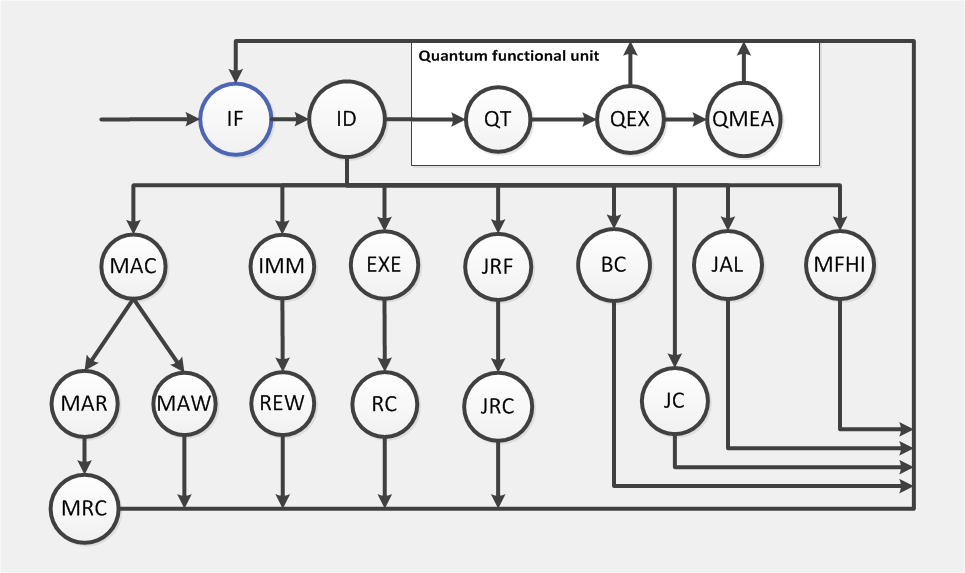 Quantum functional unit
IF
ID
QT
QEX
QMEA
MAC
IMM
EXE
JRF
BC
JAL
MFHI
MAR
MAW
REW
RC
JRC
JC
MRC